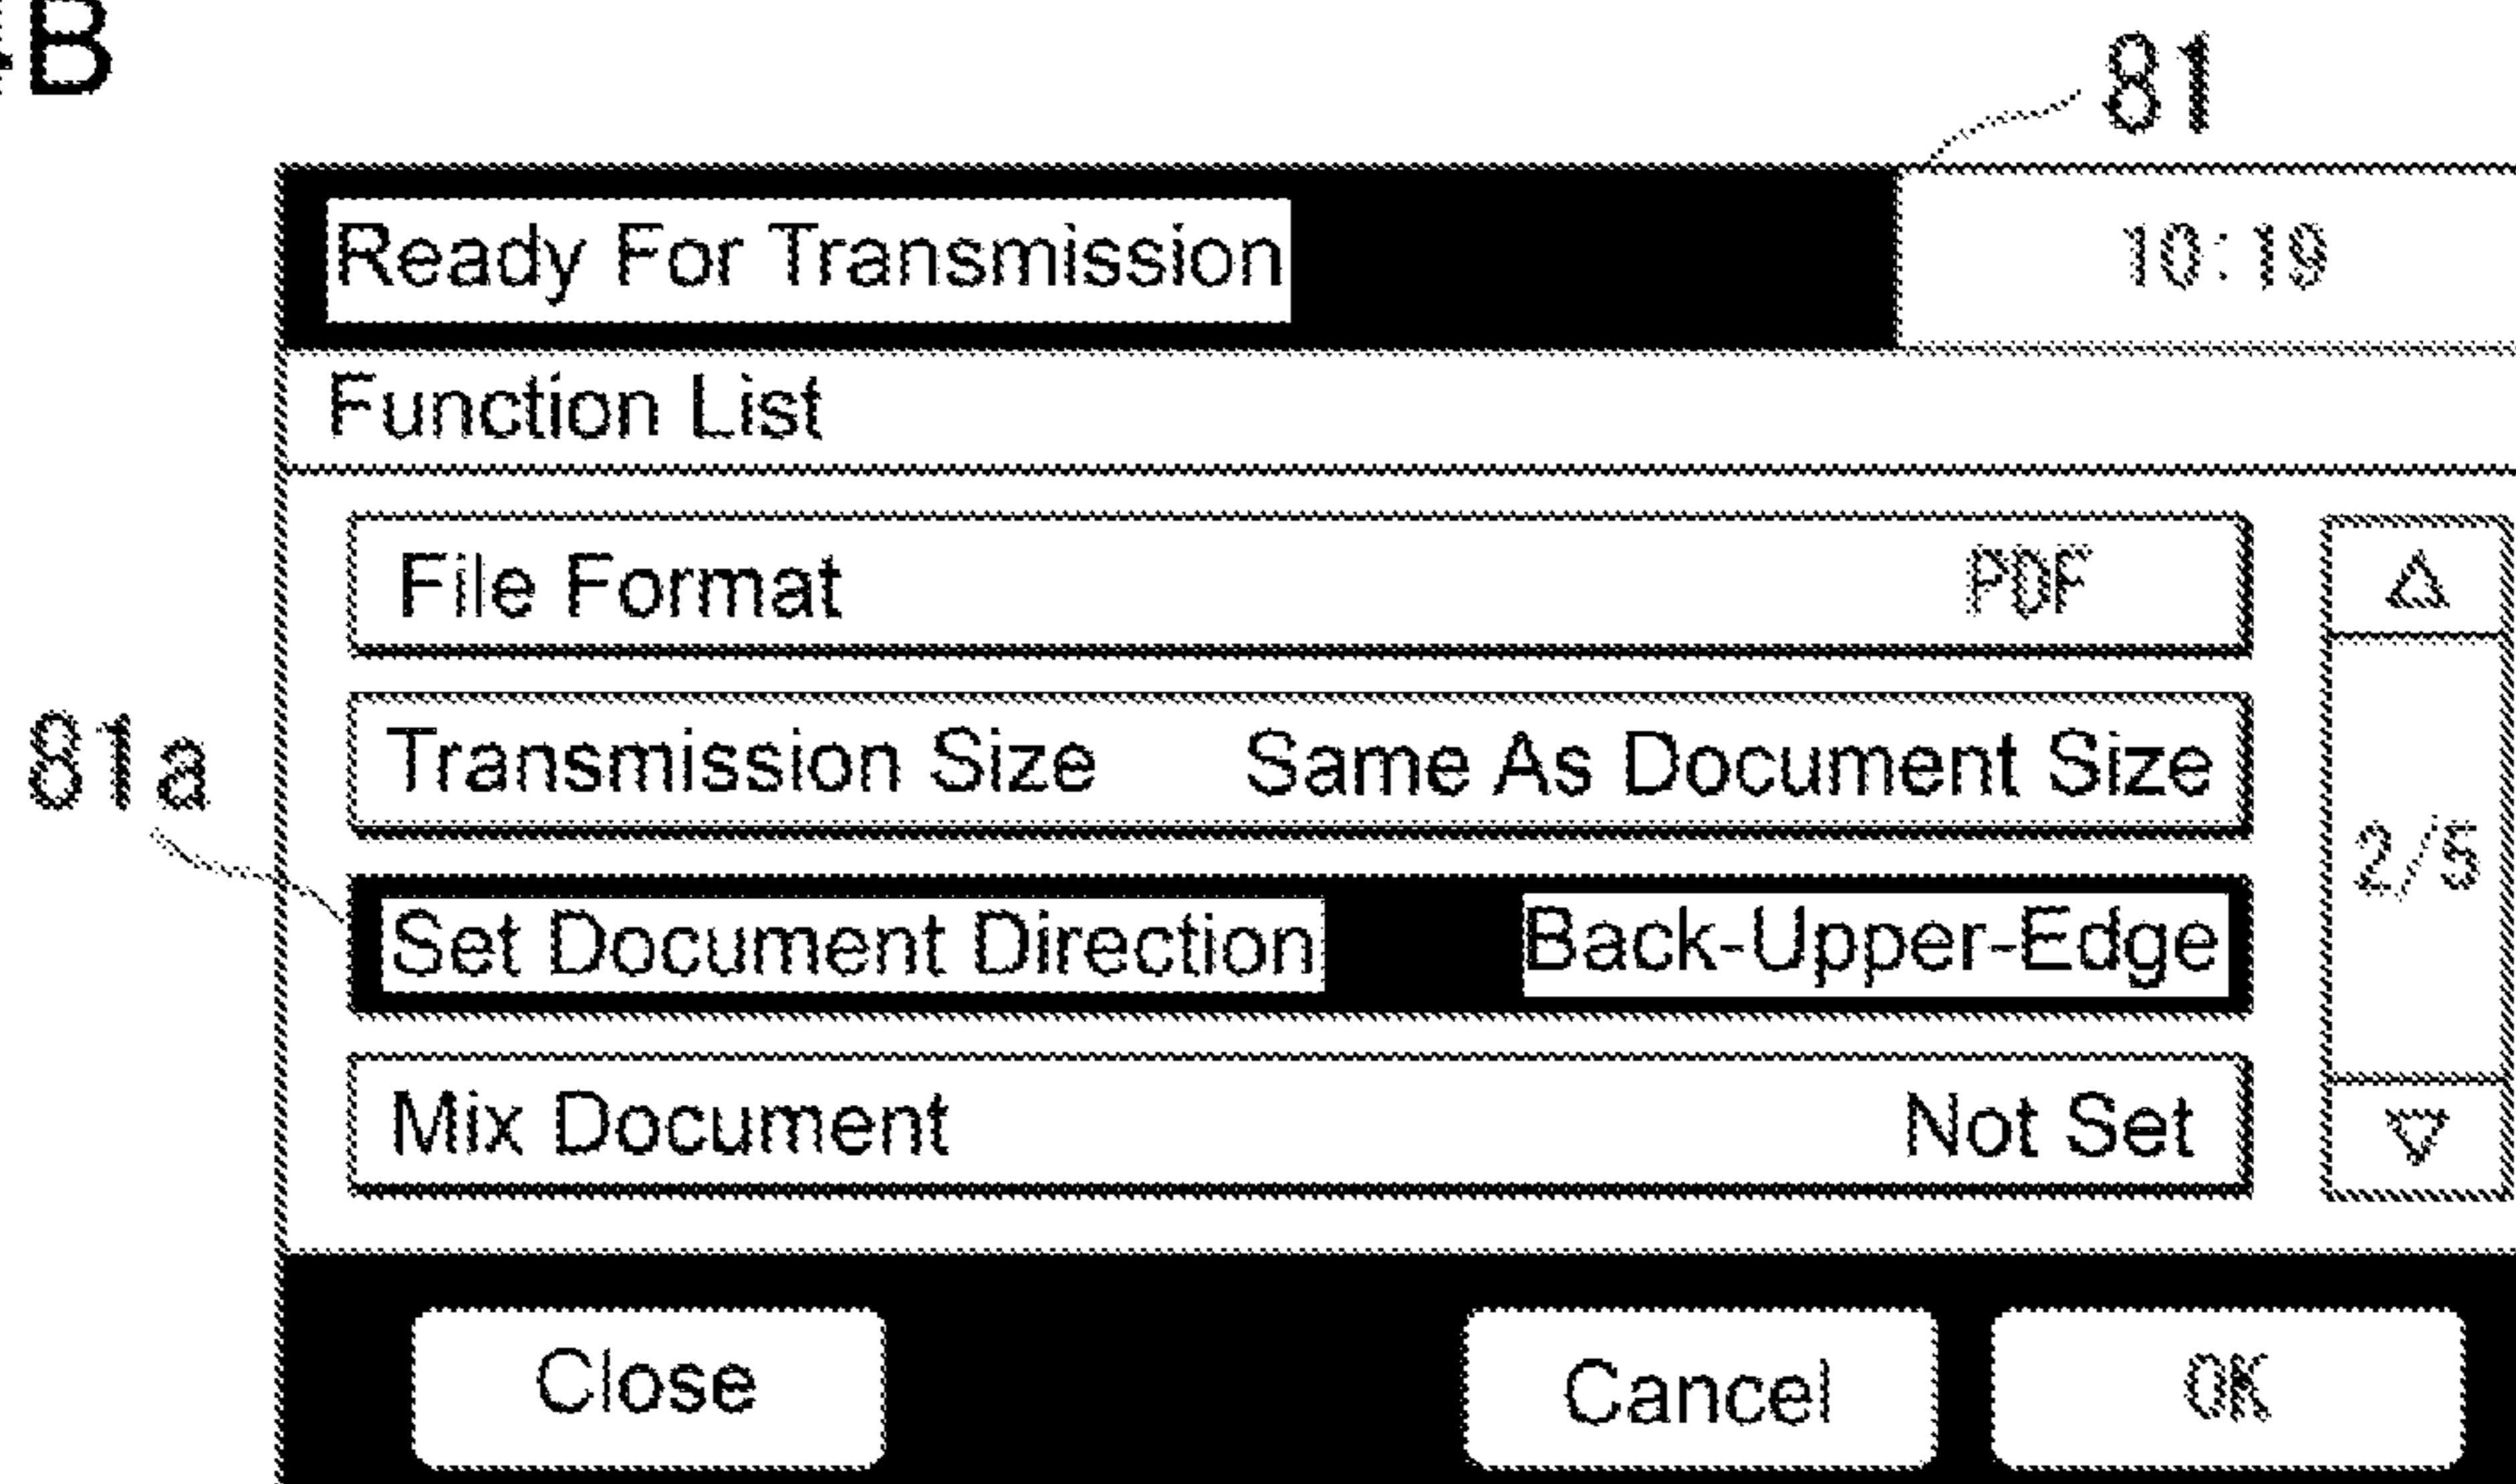 B
81
Ready For Transmission 10:19
Function List
File Format PDF
81a
Transmission Size Same As Document Size
2/5
Set Document Direction Back-Upper-Edge
Mix Document Not Set
Close Cancel OK